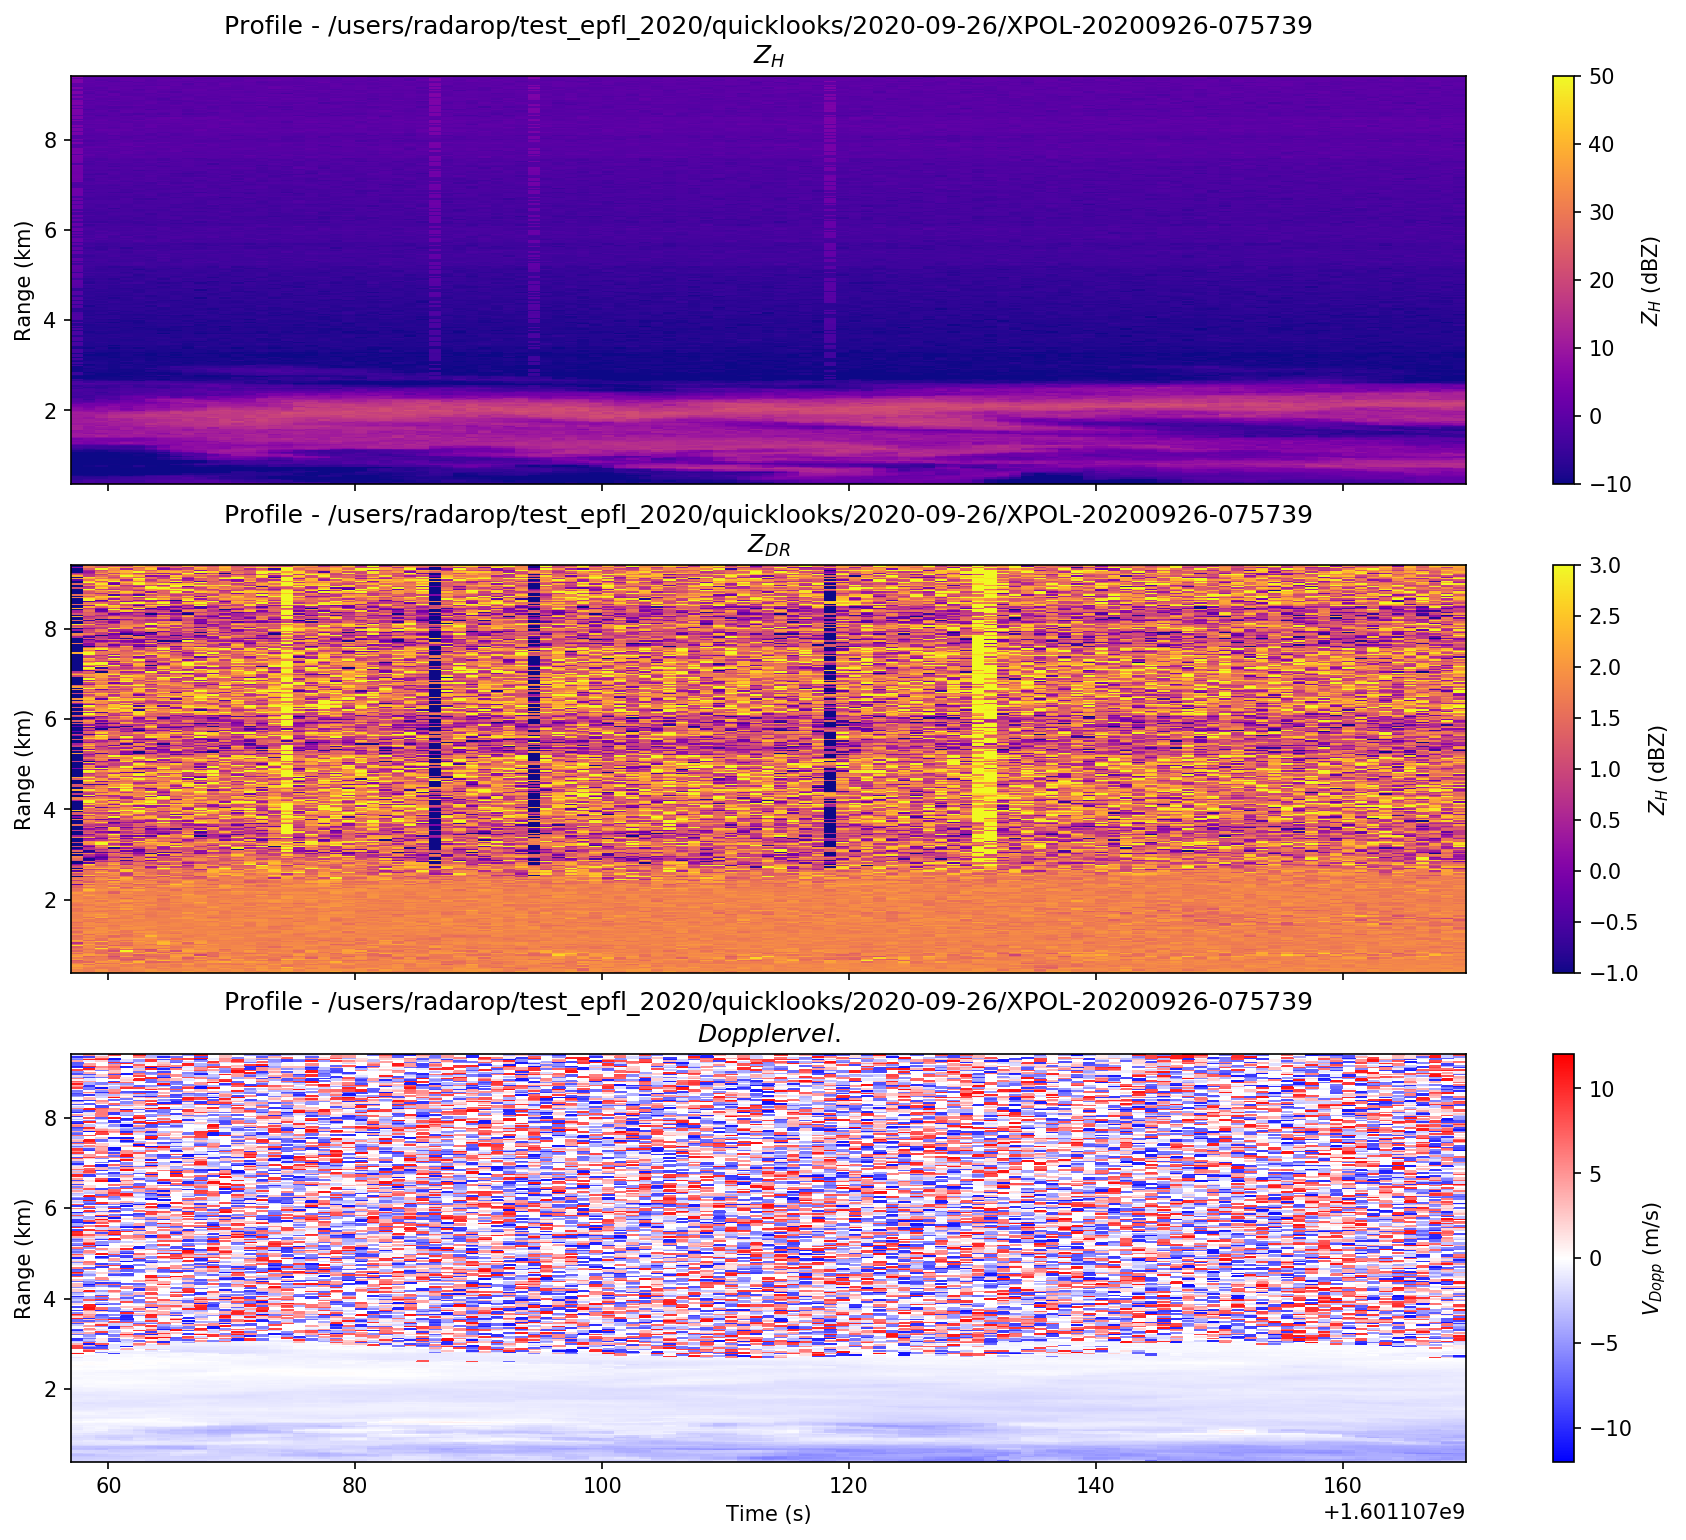 Profile - /users/radarop/test_epfl_2020/quicklooks/2020-09-26/XPOL-20200926-075739
Z_H
50
40
30
20
10
0
−10
Z_H (dBZ)
8
6
4
2
Range (km)
Profile - /users/radarop/test_epfl_2020/quicklooks/2020-09-26/XPOL-20200926-075739
Z_DR
3.0
2.5
2.0
1.5
1.0
0.5
0.0
−0.5
−1.0
Z_H (dBZ)
8
6
4
2
Range (km)
Profile - /users/radarop/test_epfl_2020/quicklooks/2020-09-26/XPOL-20200926-075739
Dopplervel.
10
5
0
−5
−10
V_Dopp (m/s)
8
6
4
2
Range (km)
60 80 100 120 140 160
Time (s)
+1.601107e9